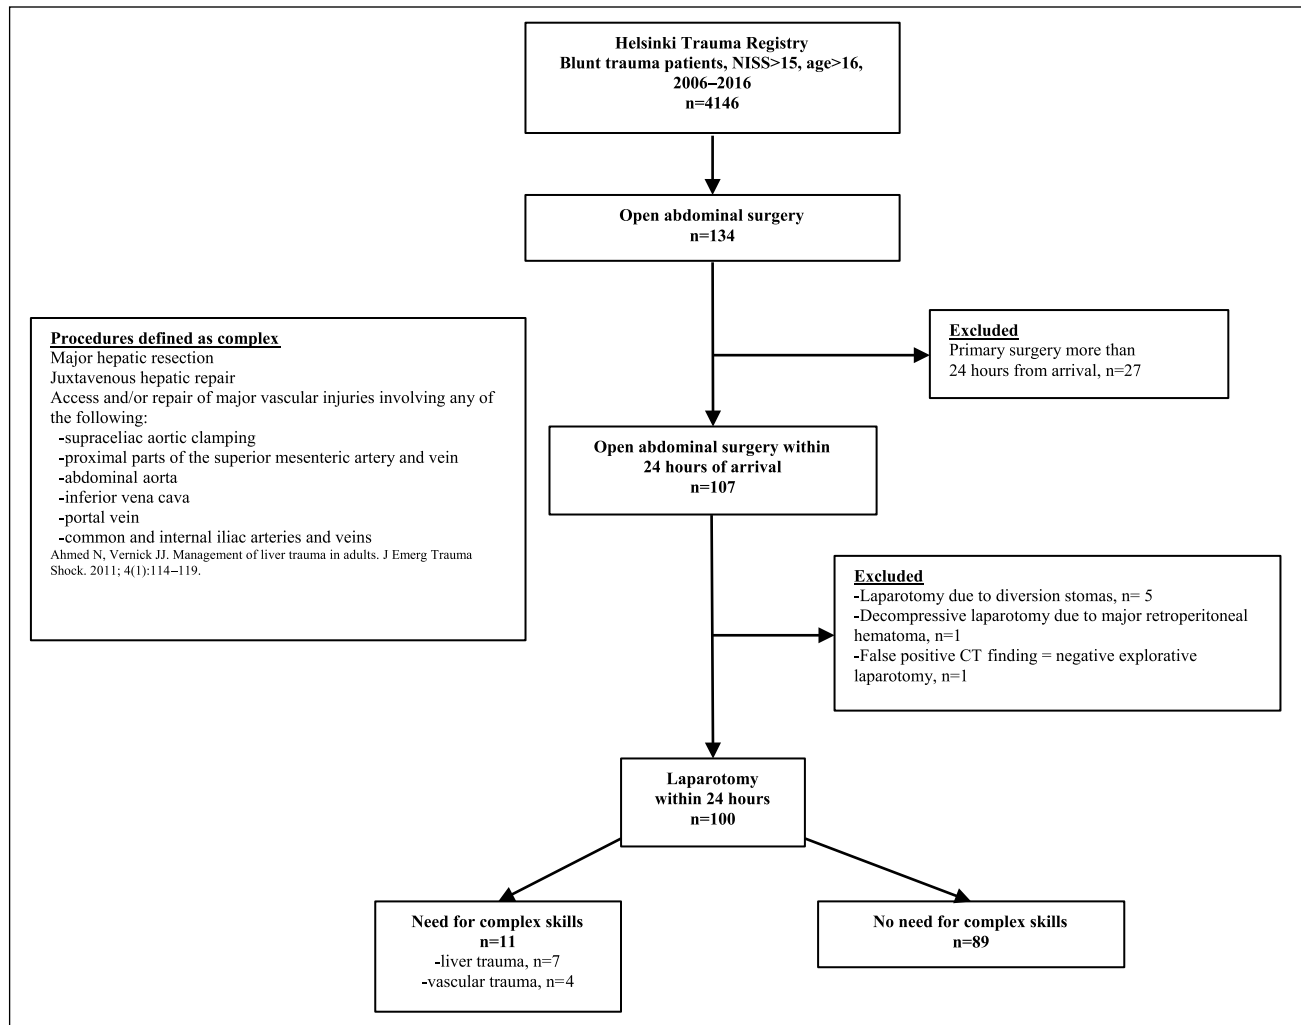 Helsinki Trauma Registry
Blunt trauma patients, NISS>15, age>16,
2006–2016
n=4146
Open abdominal surgery
n=134
Procedures defined as complex
Major hepatic resection
Juxtavenous hepatic repair
Access and/or repair of major vascular injuries involving any of
the following:
-supraceliac aortic clamping
-proximal parts of the superior mesenteric artery and vein
-abdominal aorta
-inferior vena cava
-portal vein
-common and internal iliac arteries and veins
Ahmed N, Vernick JJ. Management of liver trauma in adults. J Emerg Trauma
Shock. 2011; 4(1):114–119.
Excluded
Primary surgery more than
24 hours from arrival, n=27
Open abdominal surgery within
24 hours of arrival
n=107
Excluded
-Laparotomy due to diversion stomas, n= 5
-Decompressive laparotomy due to major retroperitoneal
hematoma, n=1
-False positive CT finding = negative explorative
laparotomy, n=1
Laparotomy
within 24 hours
n=100
Need for complex skills
n=11
-liver trauma, n=7
-vascular trauma, n=4
No need for complex skills
n=89